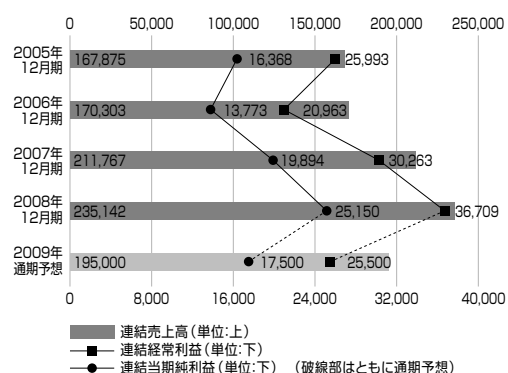 0 50,000 100,000 150,000 200,000 250,000
2005年
12月期
167,875 16,368 25,993
2006年
12月期
170,303 13,773 20,963
2007年
12月期
211,767 19,894 30,263
2008年
12月期
235,142 25,150 36,709
2009年
通期予想
195,000 17,500 25,500
0 8,000 16,000 24,000 32,000 40,000
連結売上高(単位:上)
連結経常利益(単位:下)
連結当期純利益(単位:下) (破線部はともに通期予想)